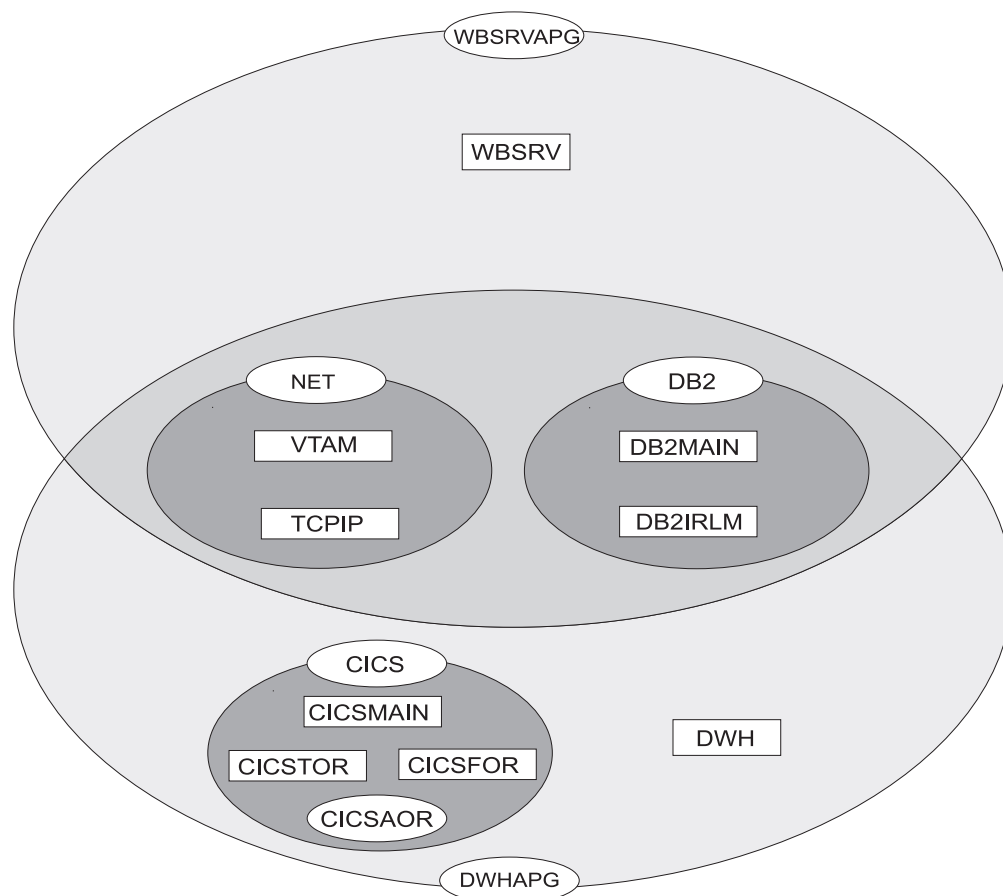 WBSRVAPG
WBSRV
NET
DB2
VTAM
DB2MAIN
TCPIP
DB2IRLM
CICS
CICSMAIN
DWH
CICSTOR
CICSFOR
CICSAOR
DWHAPG